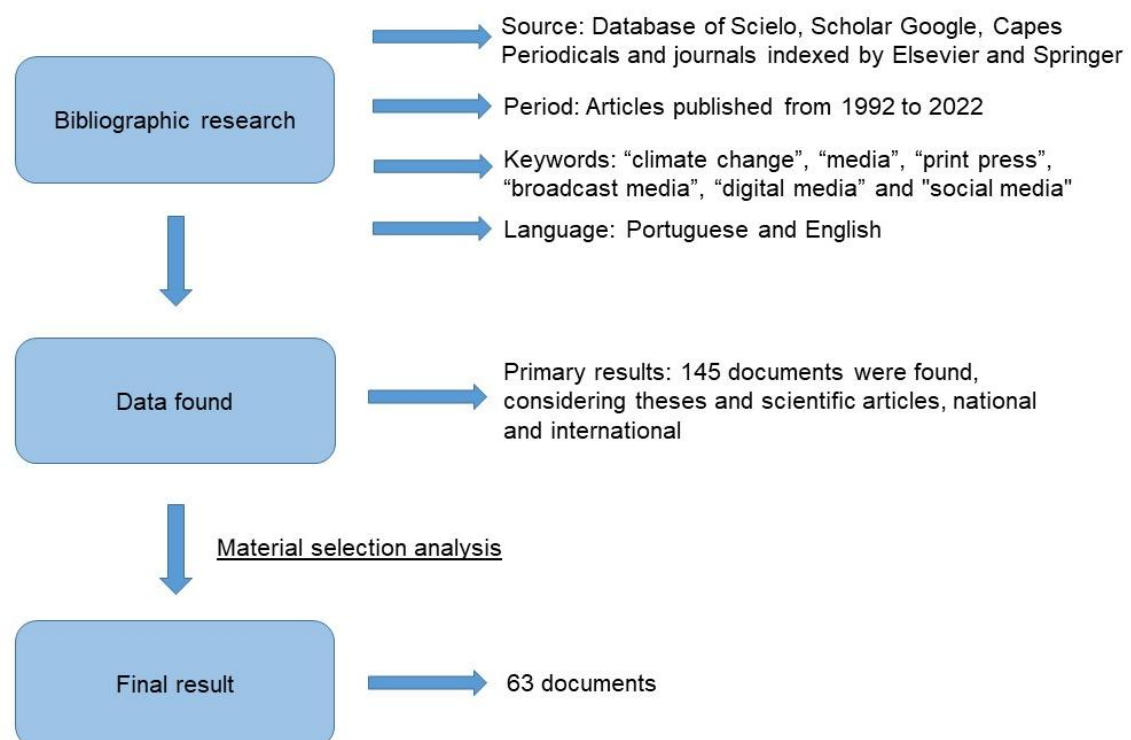 Source: Database of Scielo, Scholar Google, Capes
Periodicals and journals indexed by Elsevier and Springer
Bibliographic research
Period: Articles published from 1992 to 2022
Keywords: “climate change”, “media”, “print press”,
“broadcast media”, “digital media” and "social media"
Language: Portuguese and English
Data found
Primary results: 145 documents were found,
considering theses and scientific articles, national
and international
Material selection analysis
Final result
63 documents